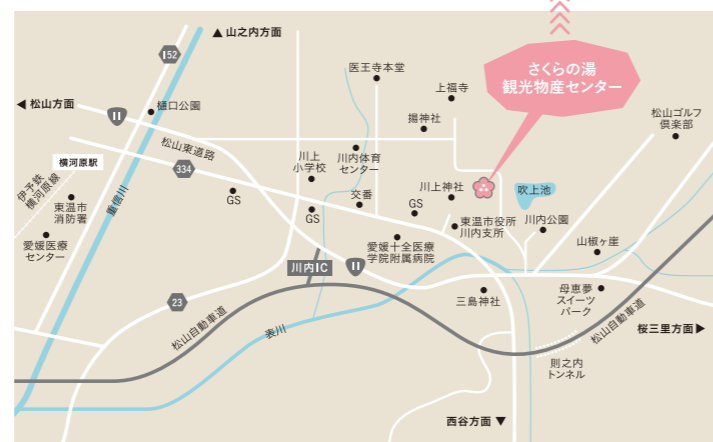 ▲ 山之内方面
152
さくらの湯
観光物産センター
医王寺本堂
上福寺
◀ 松山方面
11
樋口公園
揚神社
松山ゴルフ
倶楽部
松山東道路
横河原駅
334
川上
小学校
川内体育
センター
伊予鉄
横河原線
重信川
川上神社
吹上池
GS
交番
GS
GS
東温市
消防署
東温市役所
川内支所
川内公園
愛媛医療
センター
愛媛十全医療
学院附属病院
山椒ヶ座
川内IC
11
23
三島神社
母恵夢
スイーツ
パーク
松山自動車道
表川
松山自動車道
桜三里方面▶
則之内
トンネル
西谷方面 ▼